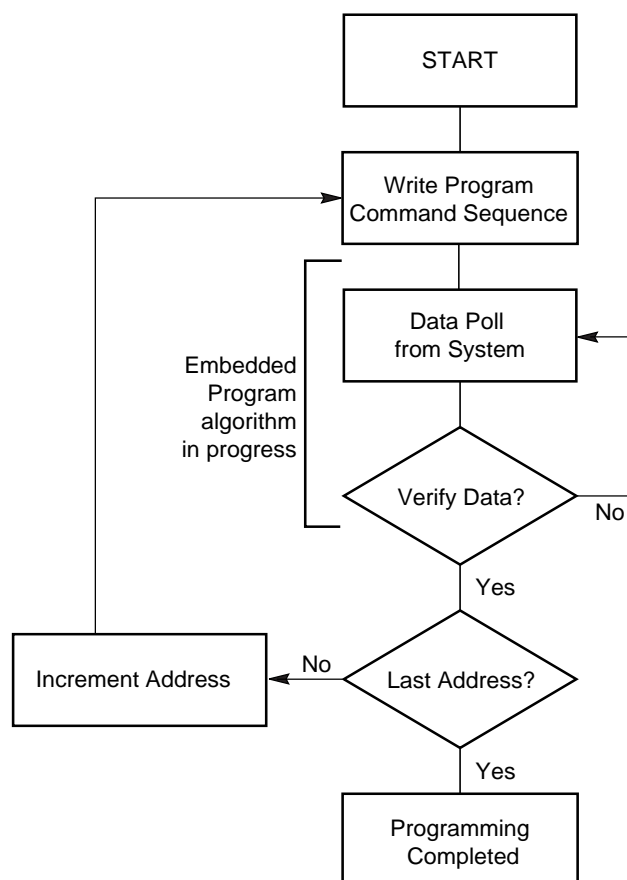 START
Write Program
Command Sequence
Data Poll
from System
Embedded
Program
algorithm
in progress
Verify Data?
No
Yes
No
Increment Address
Last Address?
Yes
Programming
Completed